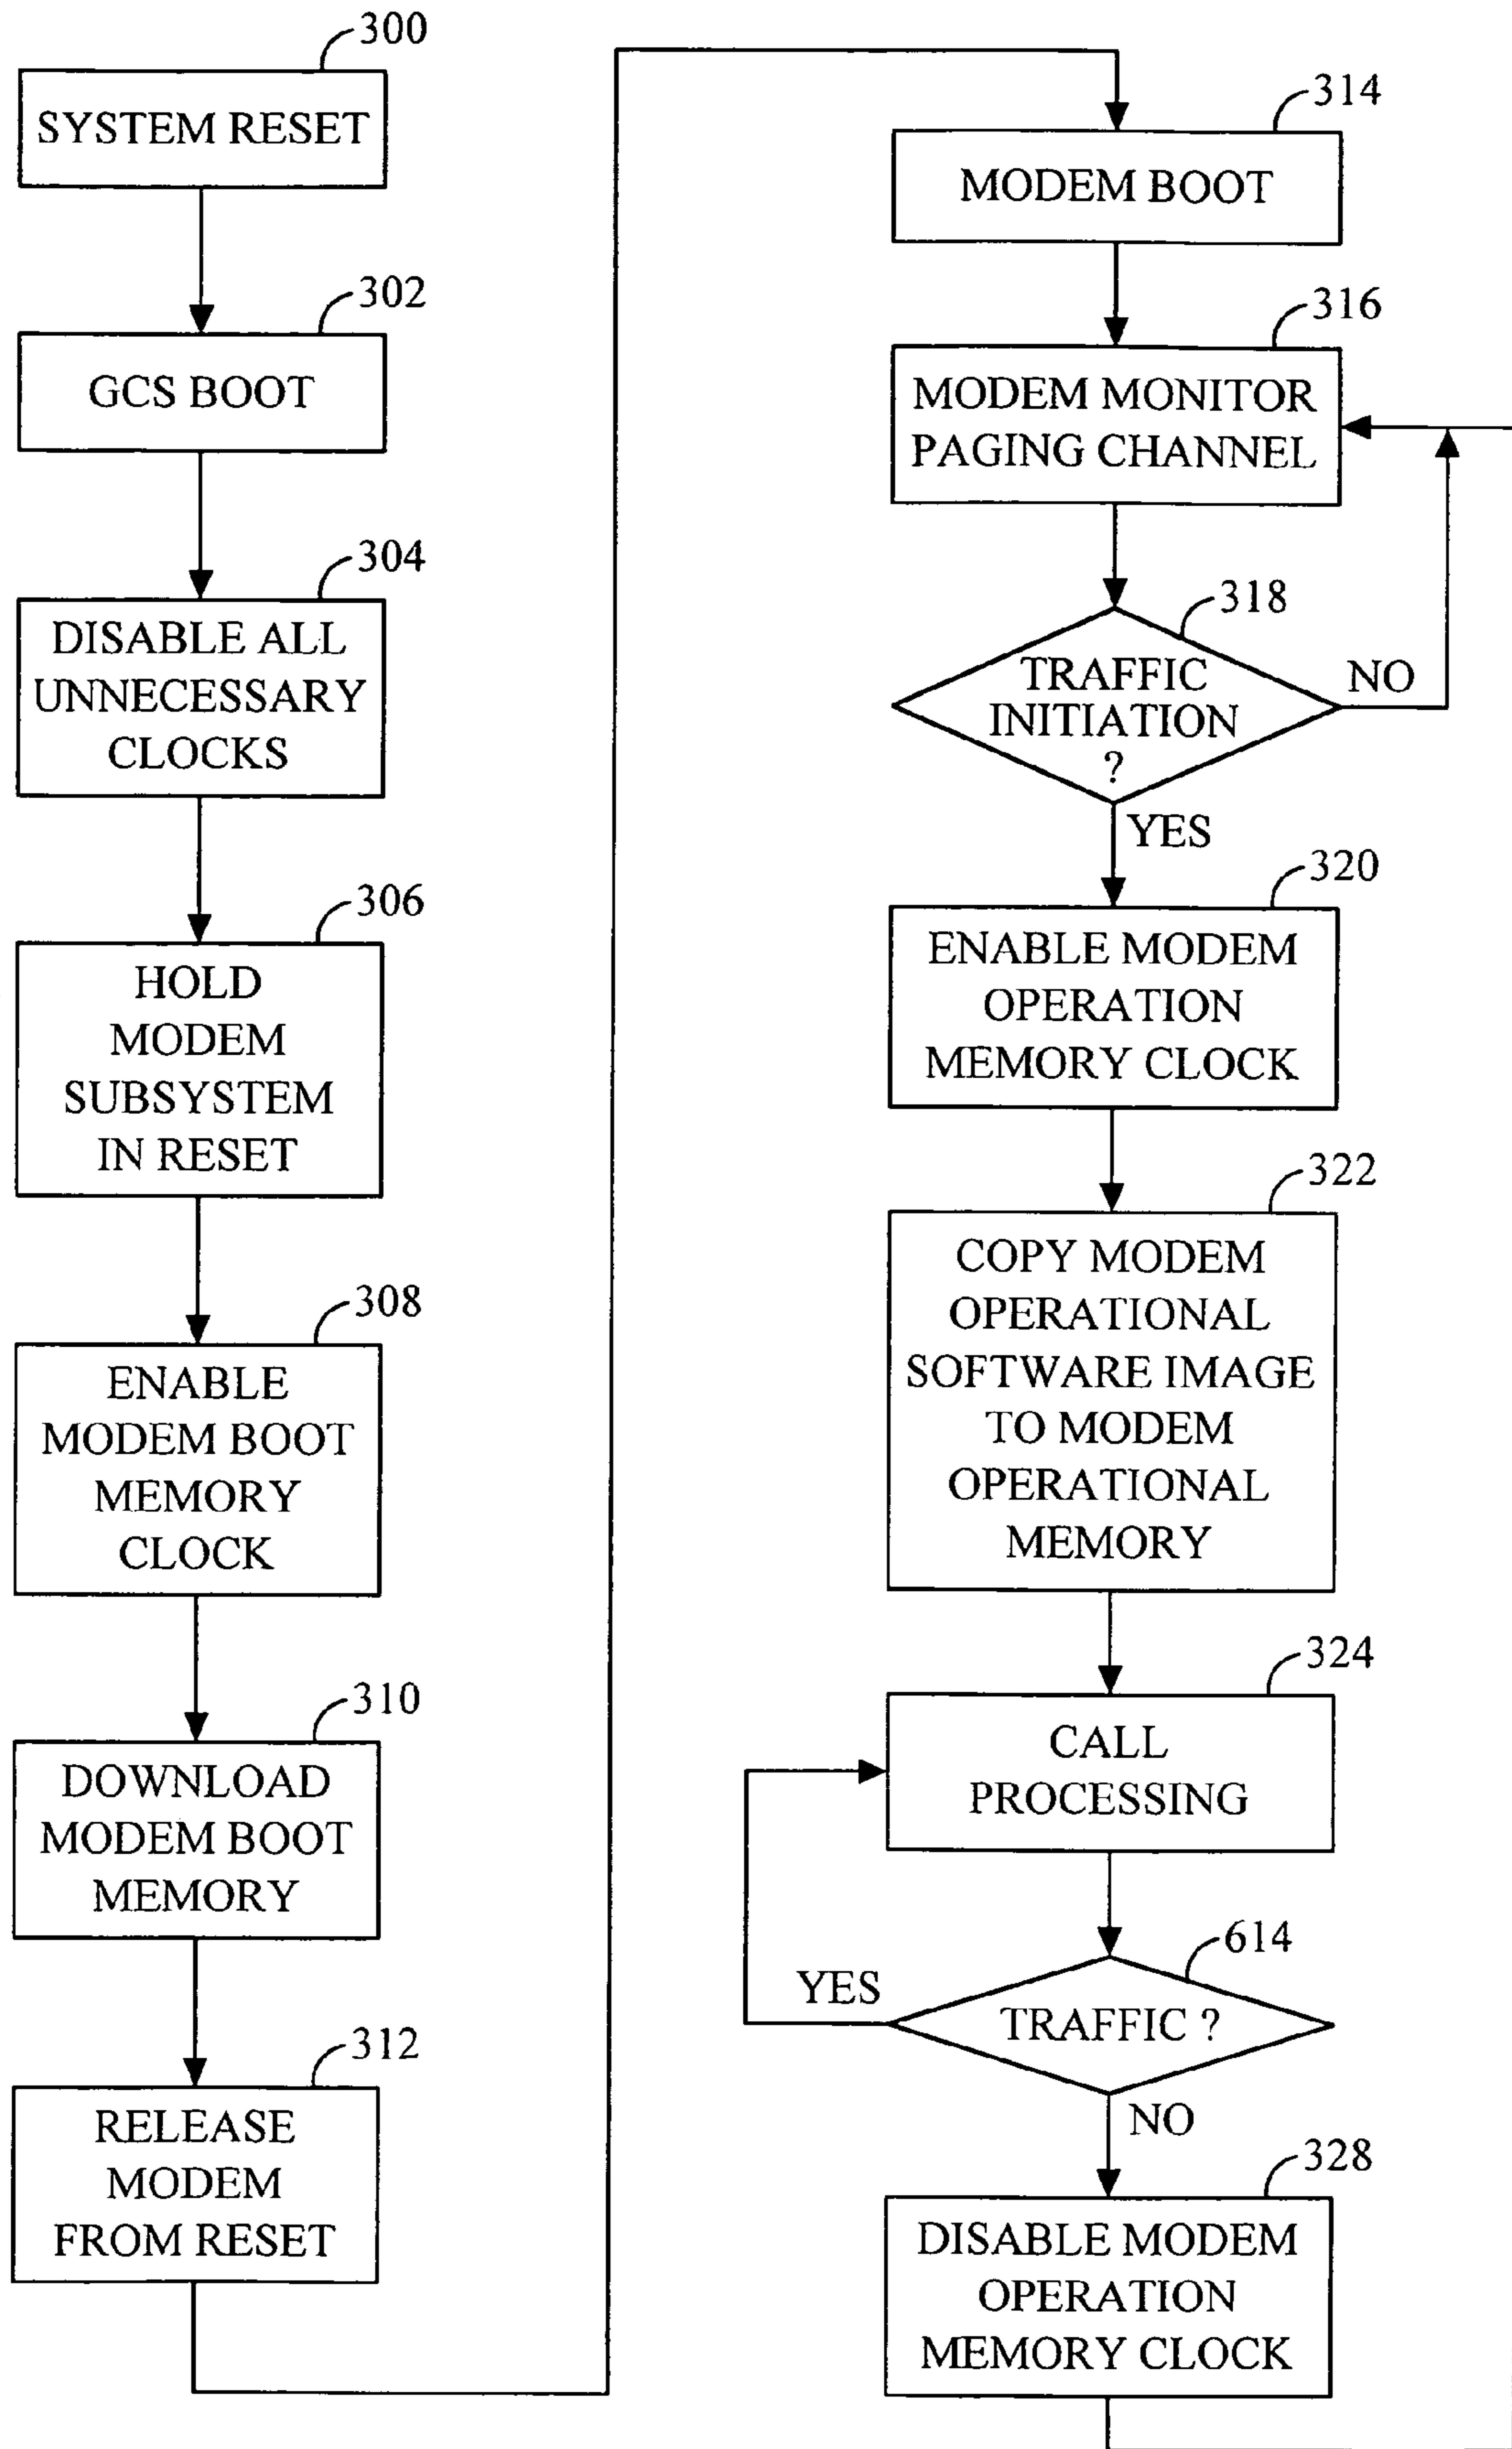 300
SYSTEM RESET
302
GCS BOOT
304
DISABLE ALL
UNNECESSARY
CLOCKS
306
HOLD
MODEM
SUBSYSTEM
IN RESET
308
ENABLE
MODEM BOOT
MEMORY
CLOCK
310
DOWNLOAD
MODEM BOOT
MEMORY
312
RELEASE
MODEM
FROM RESET
314
MODEM BOOT
316
MODEM MONITOR
PAGING CHANNEL
318
TRAFFIC
INITIATION
?
NO
YES
320
ENABLE MODEM
OPERATION
MEMORY CLOCK
322
COPY MODEM
OPERATIONAL
SOFTWARE IMAGE
TO MODEM
OPERATIONAL
MEMORY
324
CALL
PROCESSING
614
YES
TRAFFIC ?
NO
328
DISABLE MODEM
OPERATION
MEMORY CLOCK